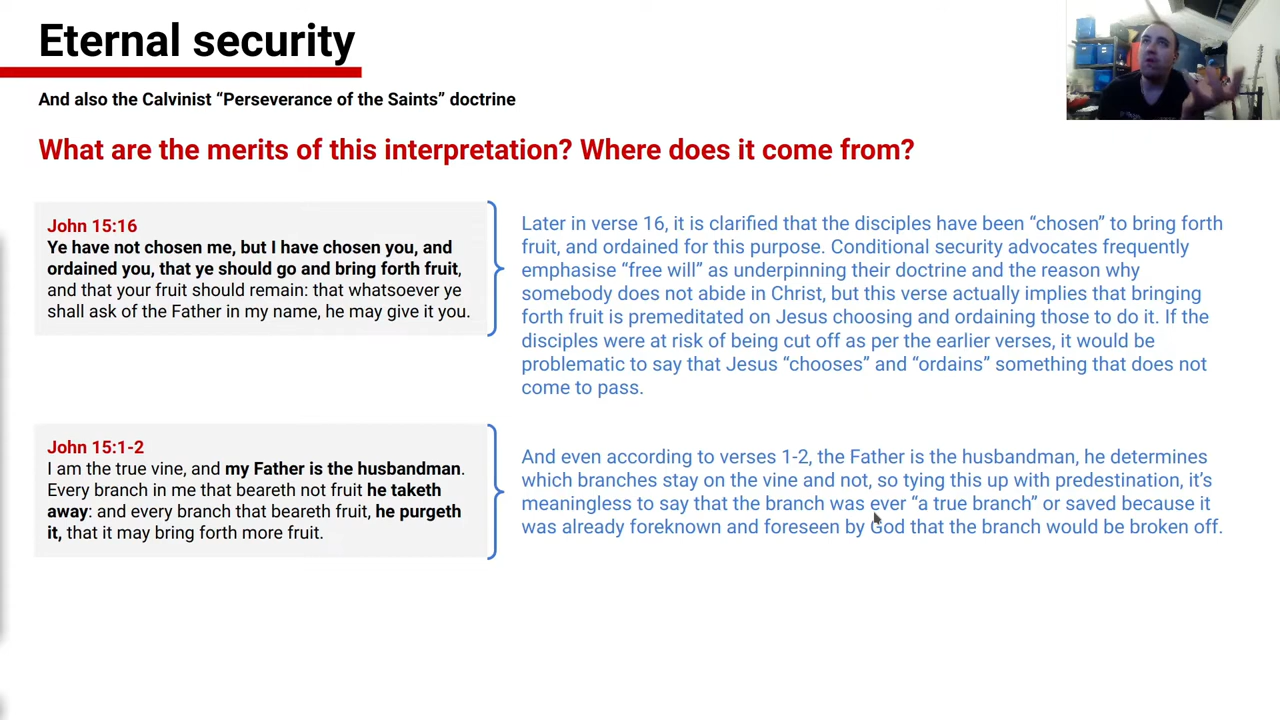 Eternal security
And also the Calvinist “Perseverance of the Saints” doctrine
What are the merits of this interpretation? Where does it come from?
John 15:16
Ye have not chosen me, but I have chosen you, and
ordained you, that ye should go and bring forth fruit,
and that your fruit should remain: that whatsoever ye
shall ask of the Father in my name, he may give it you.
Later in verse 16, it is clarified that the disciples have been “chosen” to bring forth
fruit, and ordained for this purpose. Conditional security advocates frequently
emphasise “free will” as underpinning their doctrine and the reason why
somebody does not abide in Christ, but this verse actually implies that bringing
forth fruit is premeditated on Jesus choosing and ordaining those to do it. If the
disciples were at risk of being cut off as per the earlier verses, it would be
problematic to say that Jesus “chooses” and “ordains” something that does not
come to pass.
John 15:1-2
I am the true vine, and my Father is the husbandman.
Every branch in me that beareth not fruit he taketh
away: and every branch that beareth fruit, he purgeth
it, that it may bring forth more fruit.
And even according to verses 1-2, the Father is the husbandman, he determines
which branches stay on the vine and not, so tying this up with predestination, it’s
meaningless to say that the branch was ever “a true branch” or saved because it
was already foreknown and foreseen by God that the branch would be broken off.